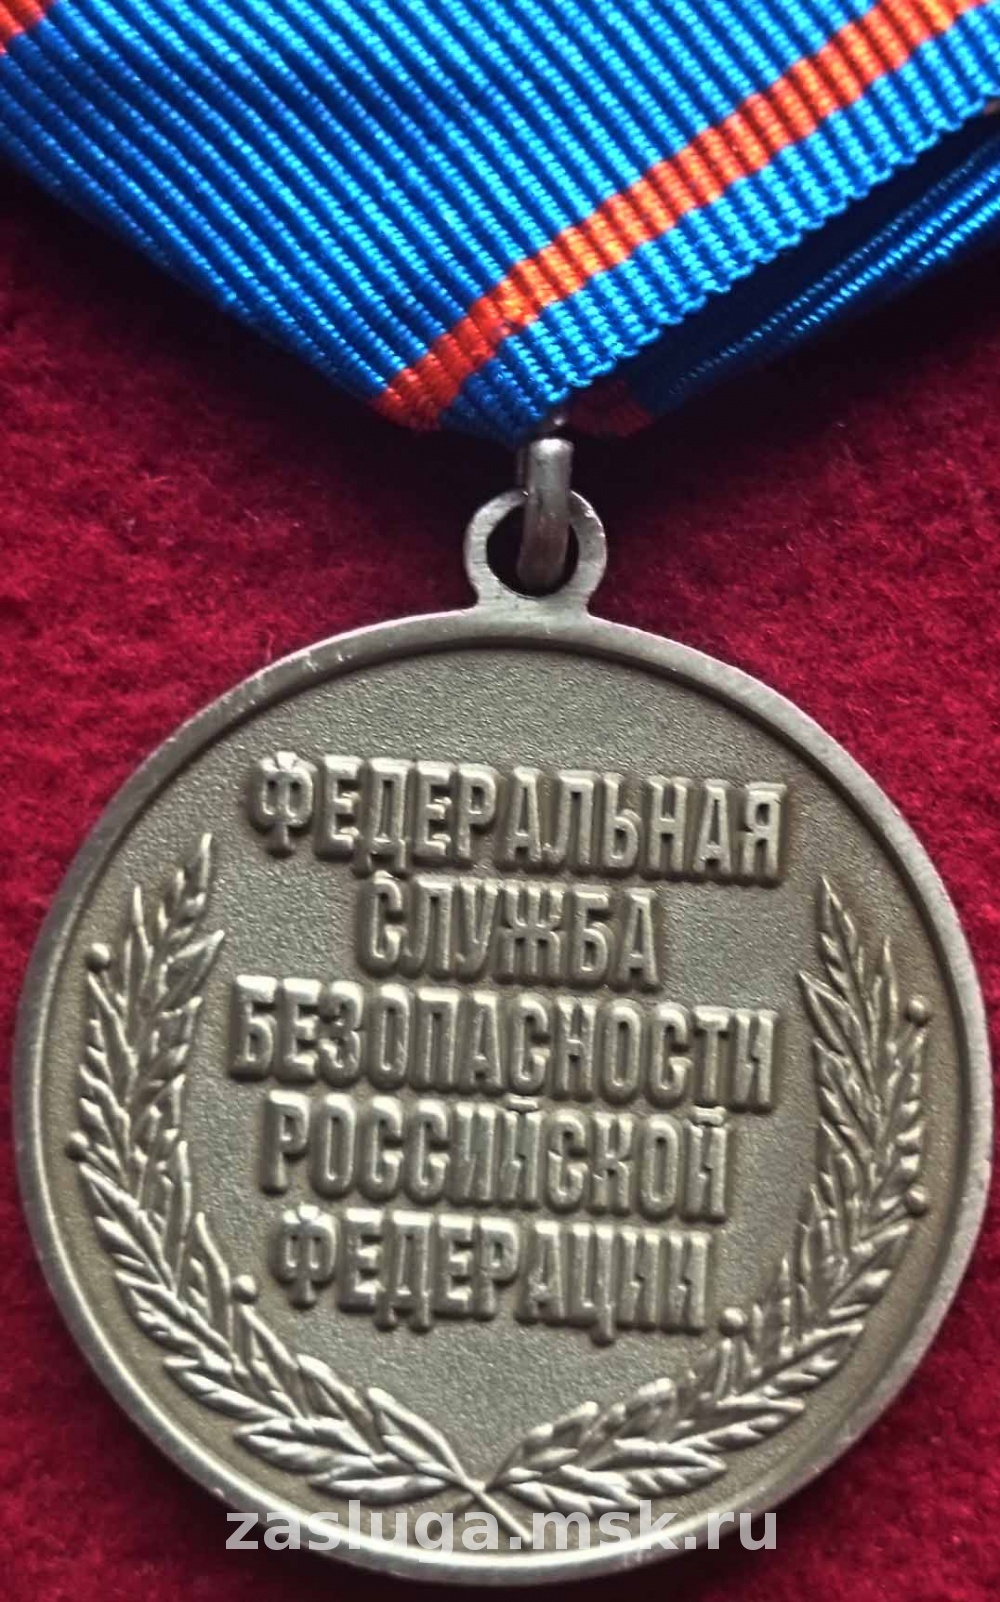 ФЕДЕРАЛЬНАЯ
СЛУЖБА
БЕЗОПАСНОСТИ
РОССИЙСКОЙ
ФЕДЕРАЦИИ
zasluga.msk.ru